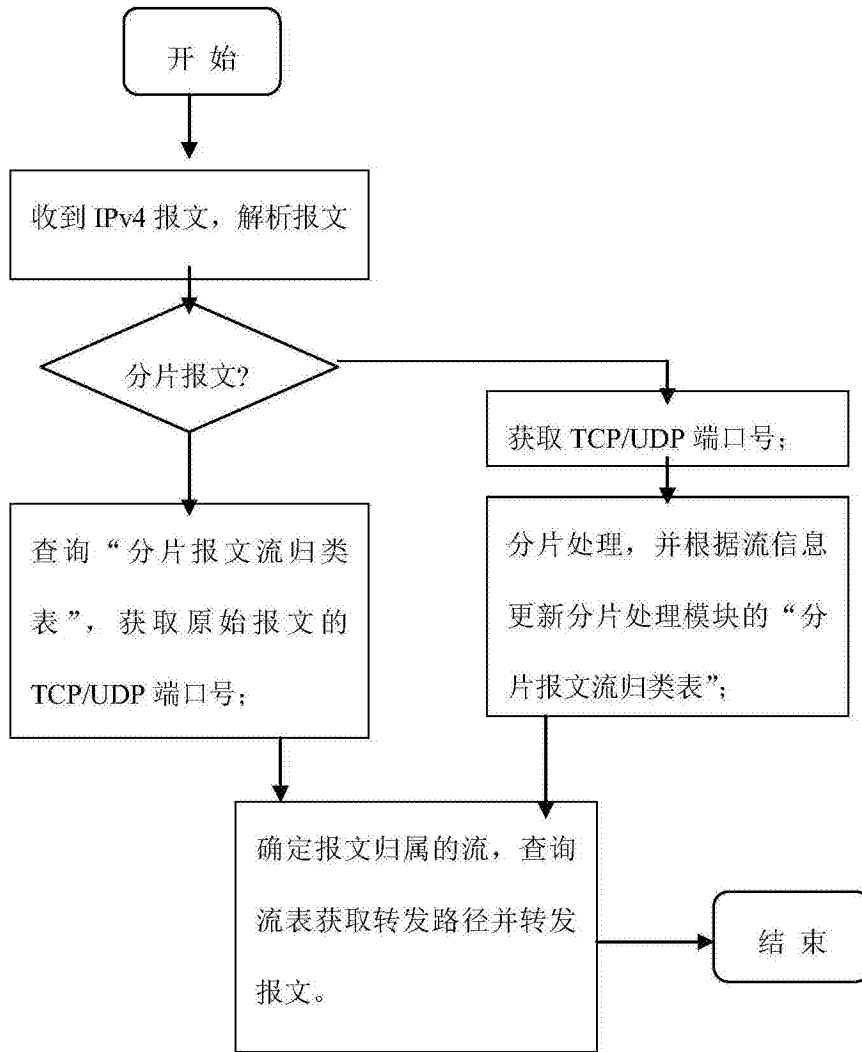 开 始
收到 IPv4 报文，解析报文
分片报文?
获取 TCP/UDP 端口号；
查询“分片报文流归类
表”，获取原始报文的
TCP/UDP 端口号；
分片处理，并根据流信息
更新分片处理模块的“分
片报文流归类表”；
确定报文归属的流，查询
流表获取转发路径并转发
报文。
结 束